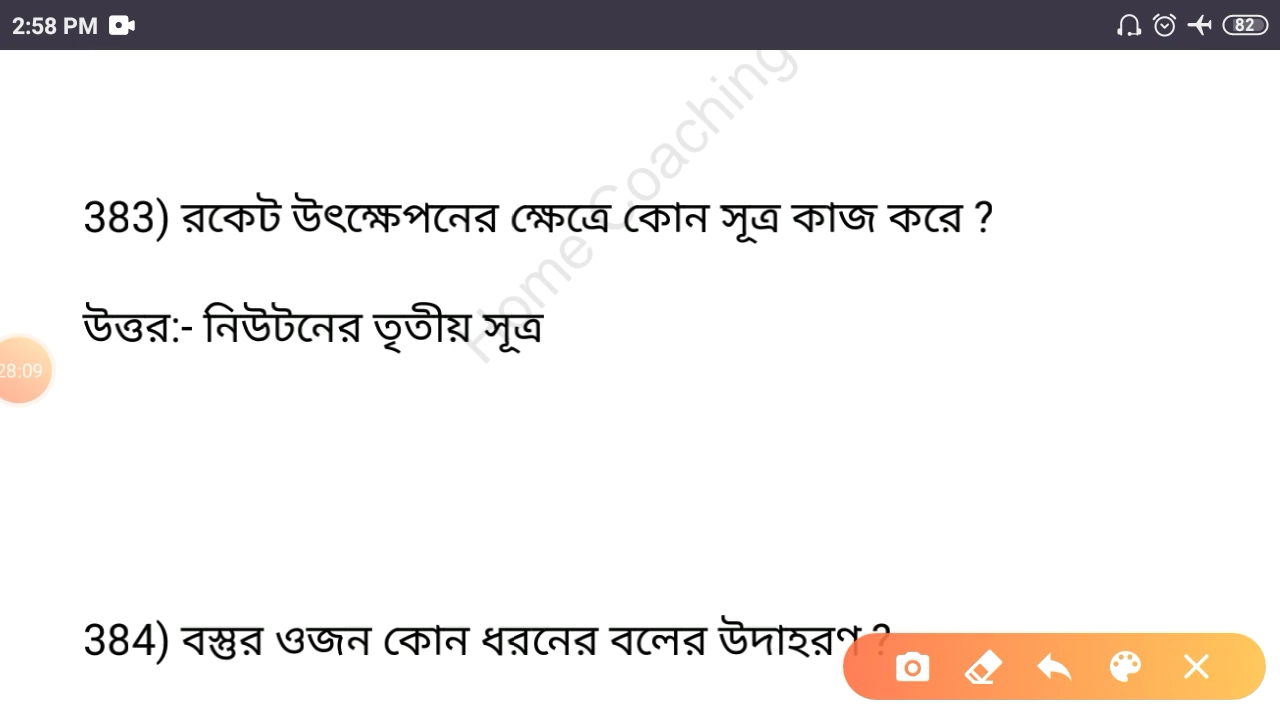 2:58 PM
82
Home Coaching
383) রকেট উৎক্ষেপনের ক্ষেত্রে কোন সূত্র কাজ করে ?
উত্তর:- নিউটনের তৃতীয় সূত্র
28:09
384) বস্তুর ওজন কোন ধরনের বলের উদাহরণ ?